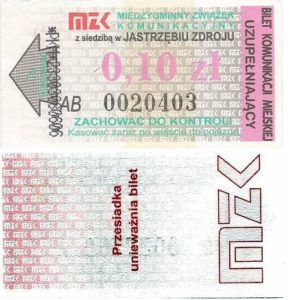 MZK MIĘDZYGMINNY ZWIĄZEK
KOMUNIKACYJNY
z siedzibą w JASTRZĘBIU ZDROJU
0,10 zł
AB 0020403
ZACHOWAĆ DO KONTROLI
Kasować zaraz po wejściu do pojazdu
BILET KOMUNIKACJI MIEJSKIEJ
UZUPEŁNIAJĄCY
Przesiadka
unieważnia bilet
MZK